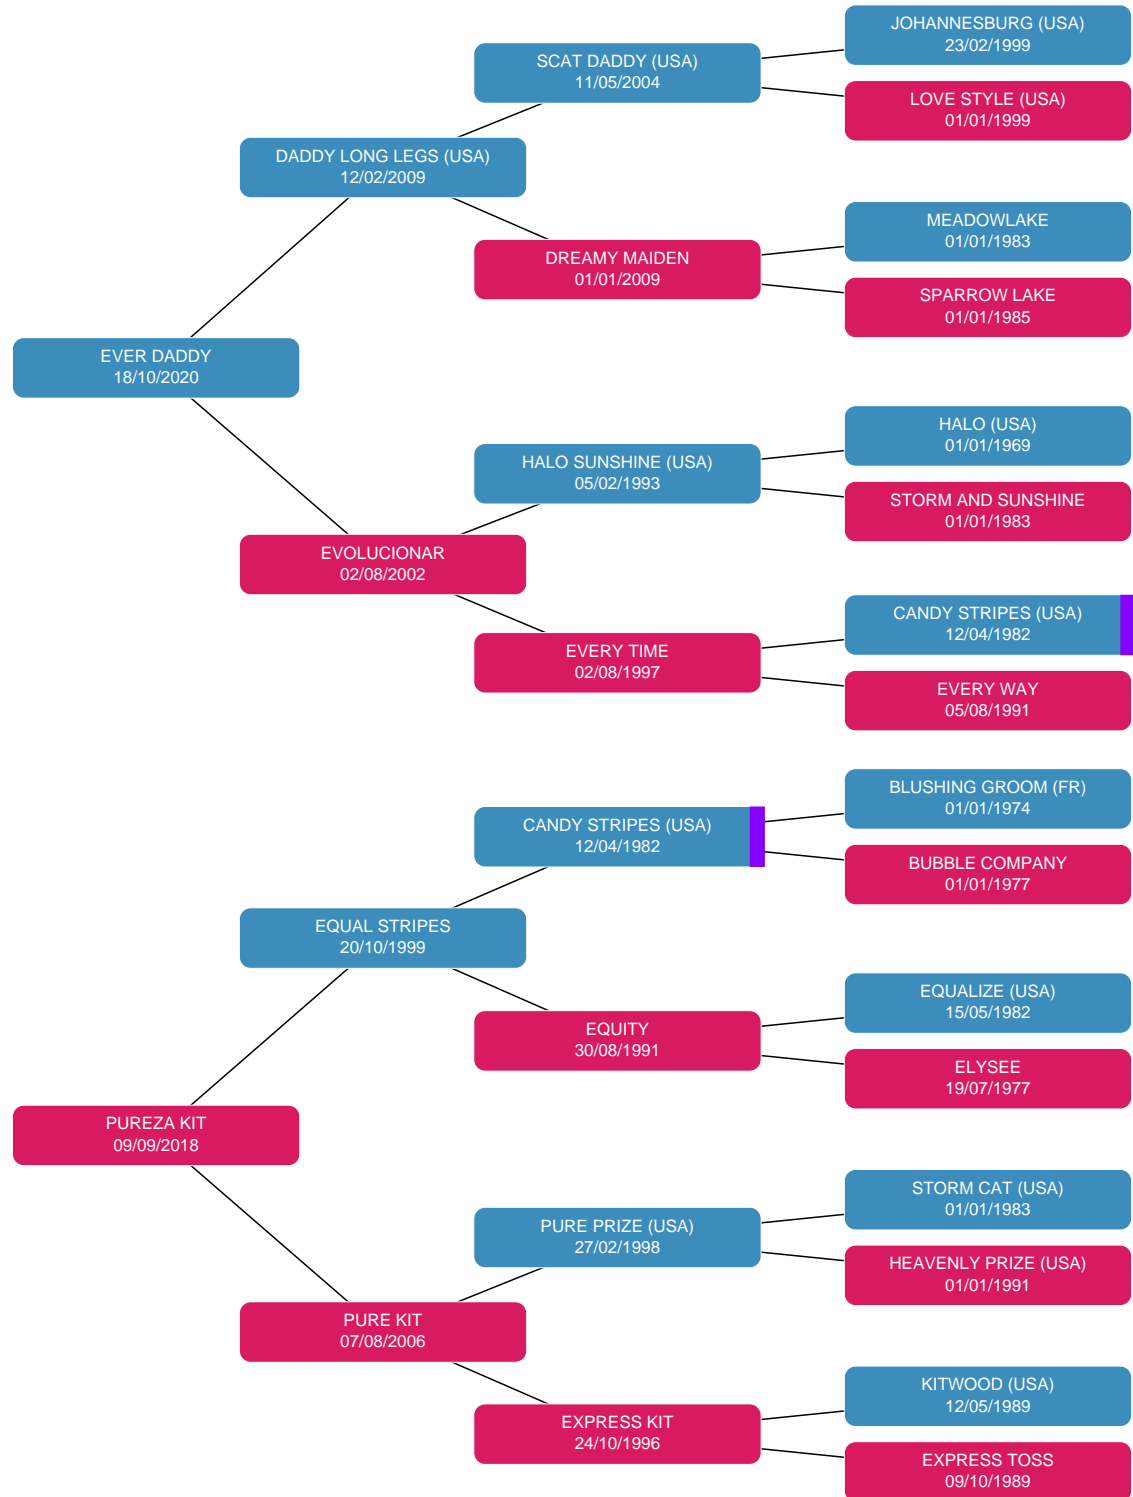 JOHANNESBURG (USA)
23/02/1999
SCAT DADDY (USA)
11/05/2004
LOVE STYLE (USA)
01/01/1999
DADDY LONG LEGS (USA)
12/02/2009
MEADOWLAKE
01/01/1983
DREAMY MAIDEN
01/01/2009
SPARROW LAKE
01/01/1985
EVER DADDY
18/10/2020
HALO (USA)
01/01/1969
HALO SUNSHINE (USA)
05/02/1993
STORM AND SUNSHINE
01/01/1983
EVOLUCIONAR
02/08/2002
CANDY STRIPES (USA)
12/04/1982
EVERY TIME
02/08/1997
EVERY WAY
05/08/1991
BLUSHING GROOM (FR)
01/01/1974
CANDY STRIPES (USA)
12/04/1982
BUBBLE COMPANY
01/01/1977
EQUAL STRIPES
20/10/1999
EQUALIZE (USA)
15/05/1982
EQUITY
30/08/1991
ELYSEE
19/07/1977
PUREZA KIT
09/09/2018
STORM CAT (USA)
01/01/1983
PURE PRIZE (USA)
27/02/1998
HEAVENLY PRIZE (USA)
01/01/1991
PURE KIT
07/08/2006
KITWOOD (USA)
12/05/1989
EXPRESS KIT
24/10/1996
EXPRESS TOSS
09/10/1989